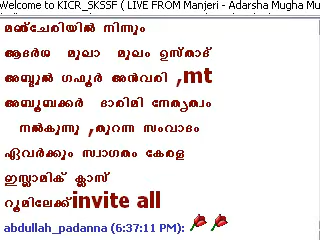 Welcome to KICR_SKSSF ( LIVE FROM Manjeri - Adarsha Mugha Mu
മഞ്ചേരിയിൽ നിന്നും
ആദർശ മുഖാ മുഖം ഉസ്താദ്
അബ്ദുൽ ഗഫൂർ അൻവരി ,mt
അബൂബക്കർ ദാരിമി നേതൃത്വം
നൽകുന്നു ,തുറന്ന സംവാദം
ഏവർക്കും സ്വാഗതം കേരള
ഇസ്ലാമിക് ക്ലാസ്
റൂമിലേക്ക്invite all
abdullah_padanna (6:37:11 PM):